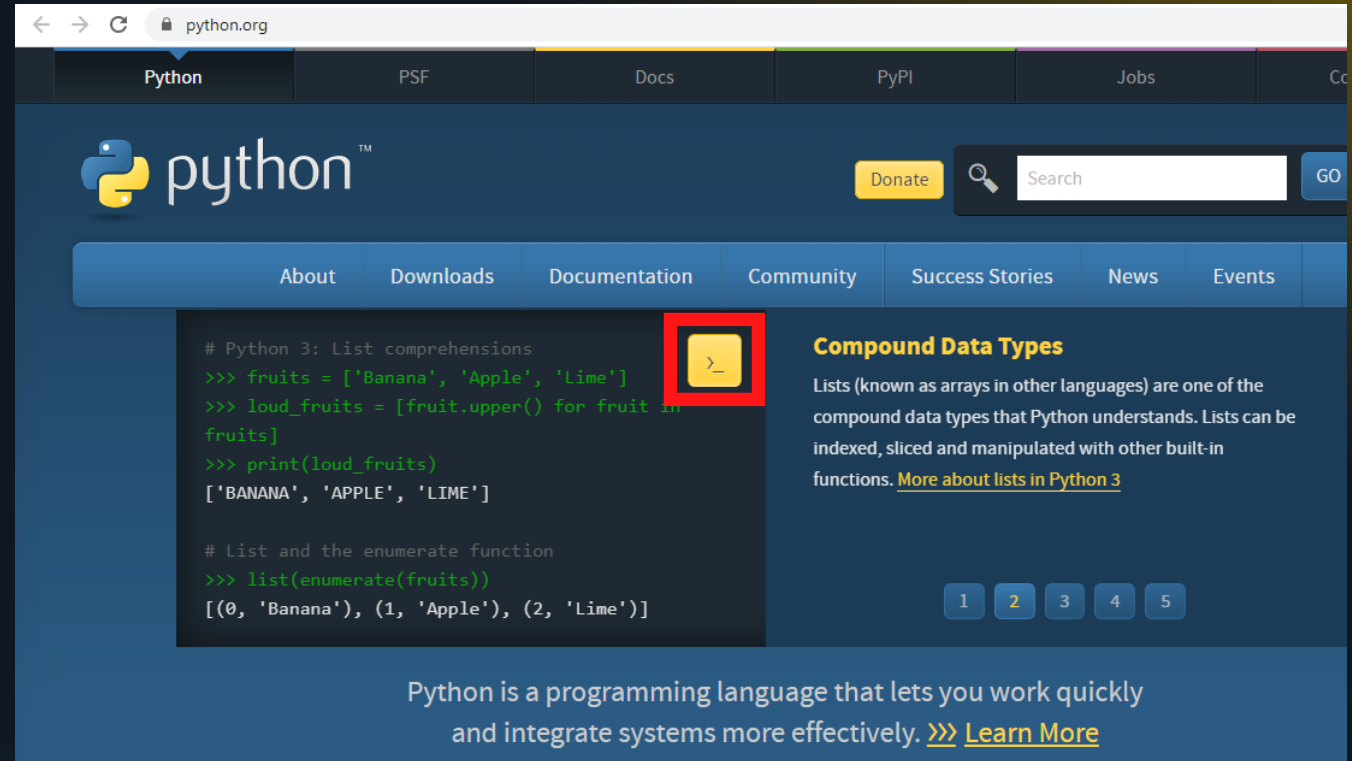 python.org
Python PSF Docs PyPI Jobs Co
python™
Donate Search GO
About Downloads Documentation Community Success Stories News Events
# Python 3: List comprehensions
>>> fruits = ['Banana', 'Apple', 'Lime']
>>> loud_fruits = [fruit.upper() for fruit in
fruits]
>>> print(loud_fruits)
['BANANA', 'APPLE', 'LIME']
# List and the enumerate function
>>> list(enumerate(fruits))
[(0, 'Banana'), (1, 'Apple'), (2, 'Lime')]
>_
Compound Data Types
Lists (known as arrays in other languages) are one of the
compound data types that Python understands. Lists can be
indexed, sliced and manipulated with other built-in
functions. More about lists in Python 3
1 2 3 4 5
Python is a programming language that lets you work quickly
and integrate systems more effectively. >>> Learn More